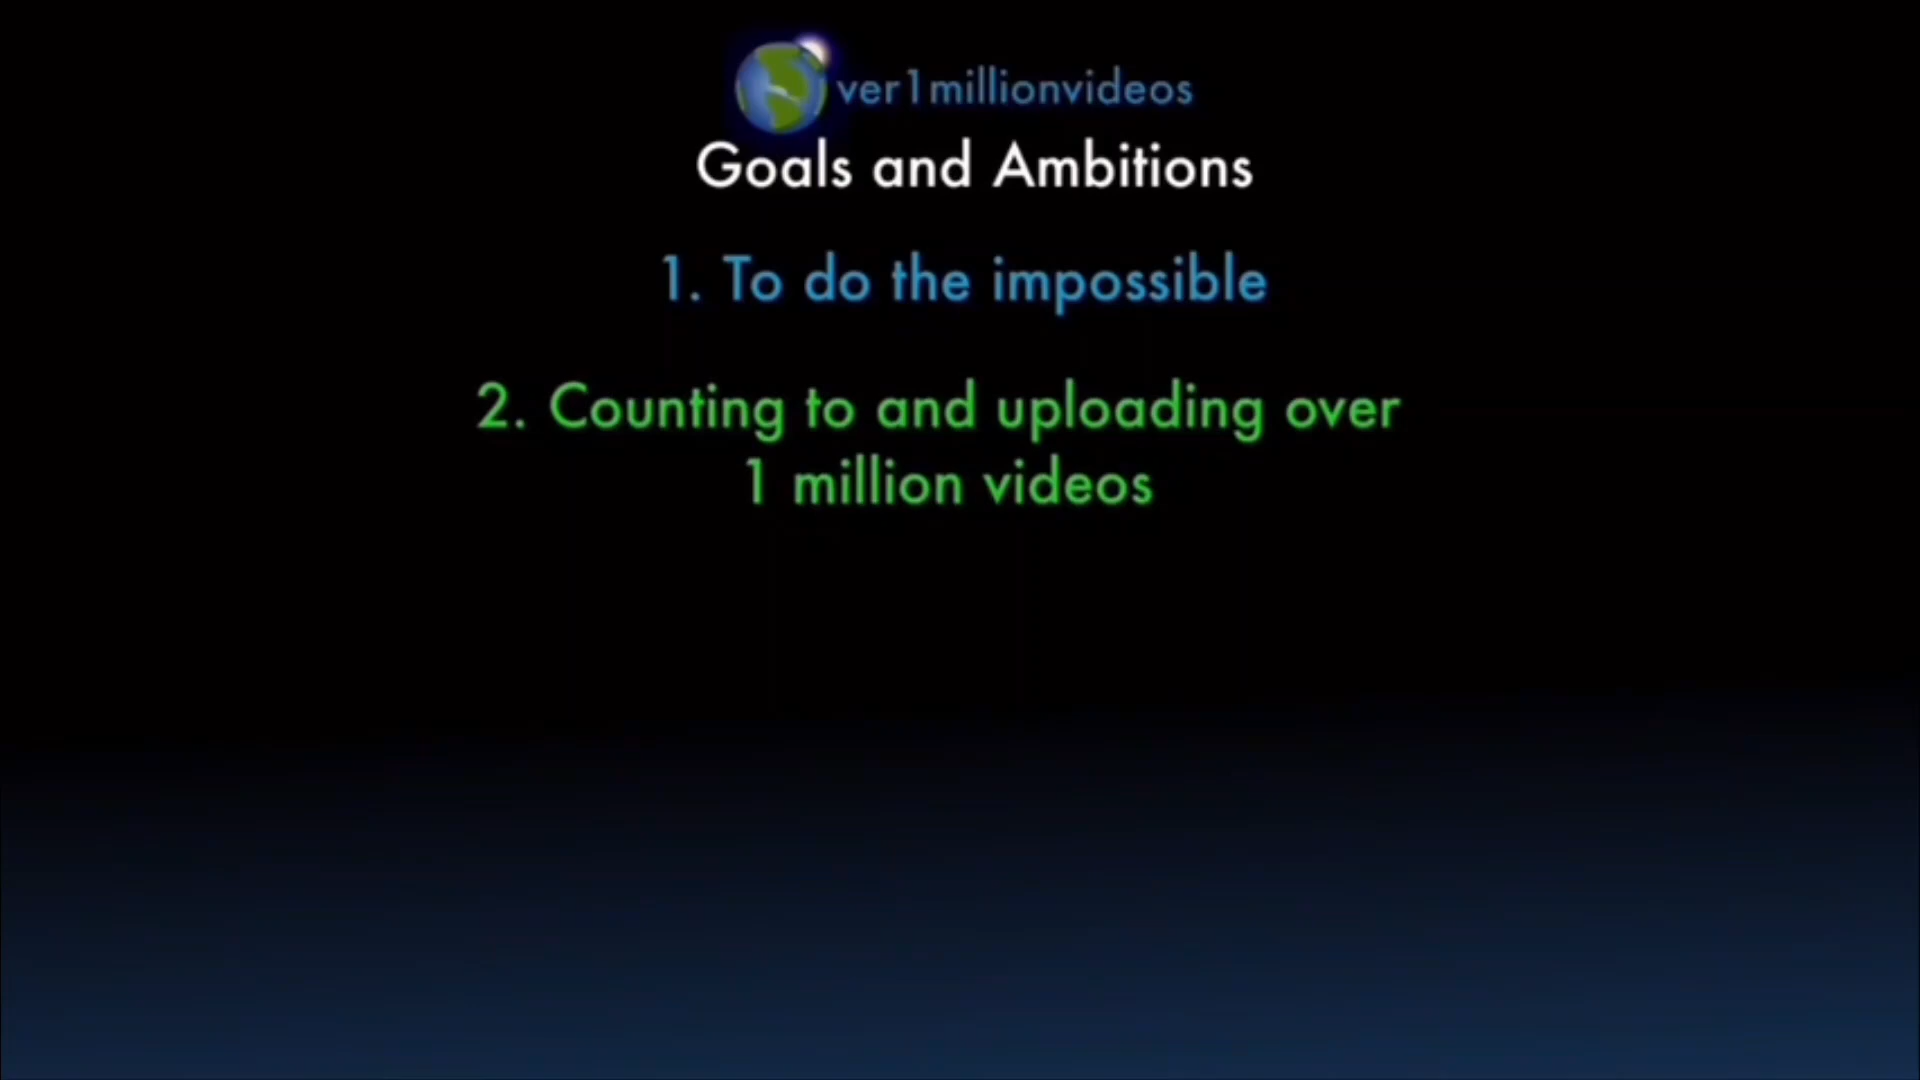 ver1millionvideos
Goals and Ambitions
1. To do the impossible
2. Counting to and uploading over
1 million videos